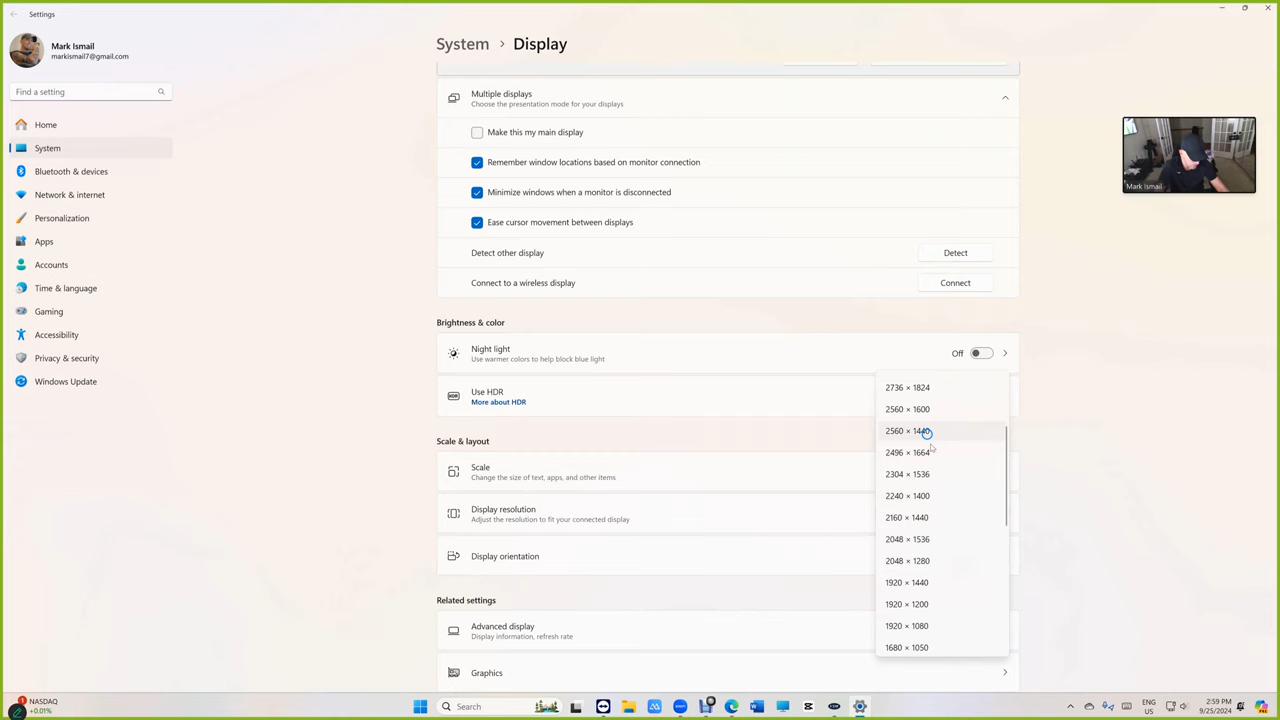 Settings
Mark Ismail
markismail7@gmail.com
Find a setting
Home
System
Bluetooth & devices
Network & internet
Personalization
Apps
Accounts
Time & language
Gaming
Accessibility
Privacy & security
Windows Update
System > Display
Multiple displays
Choose the presentation mode for your displays
Make this my main display
Remember window locations based on monitor connection
Minimize windows when a monitor is disconnected
Ease cursor movement between displays
Detect other display
Detect
Connect to a wireless display
Connect
Brightness & color
Night light
Use warmer colors to help block blue light
Off
Use HDR
More about HDR
Scale & layout
Scale
Change the size of text, apps, and other items
Display resolution
Adjust the resolution to fit your connected display
Display orientation
Related settings
Advanced display
Display information, refresh rate
Graphics
2736 × 1824
2560 × 1600
2560 × 1440
2496 × 1664
2304 × 1536
2240 × 1400
2160 × 1440
2048 × 1536
2048 × 1280
1920 × 1440
1920 × 1200
1920 × 1080
1680 × 1050
Mark Ismail
1
NASDAQ
+0.01%
Search
ENG
US
2:59 PM
9/25/2024